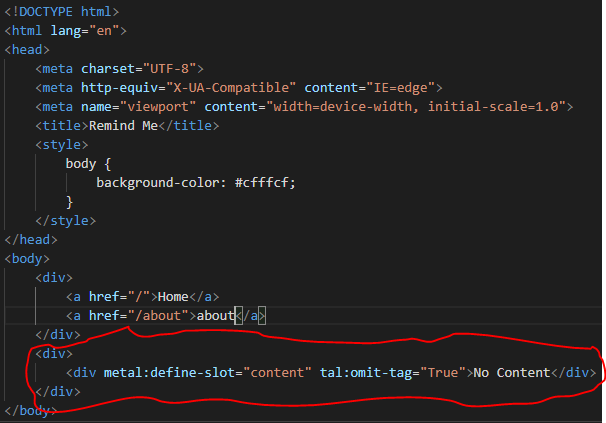 <!DOCTYPE html>
<html lang="en">
<head>
    <meta charset="UTF-8">
    <meta http-equiv="X-UA-Compatible" content="IE=edge">
    <meta name="viewport" content="width=device-width, initial-scale=1.0">
    <title>Remind Me</title>
    <style>
        body {
            background-color: #cfffcf;
        }
    </style>
</head>
<body>
    <div>
        <a href="/">Home</a>
        <a href="/about">about</a>
    </div>
    <div>
        <div metal:define-slot="content" tal:omit-tag="True">No Content</div>
    </div>
</body>